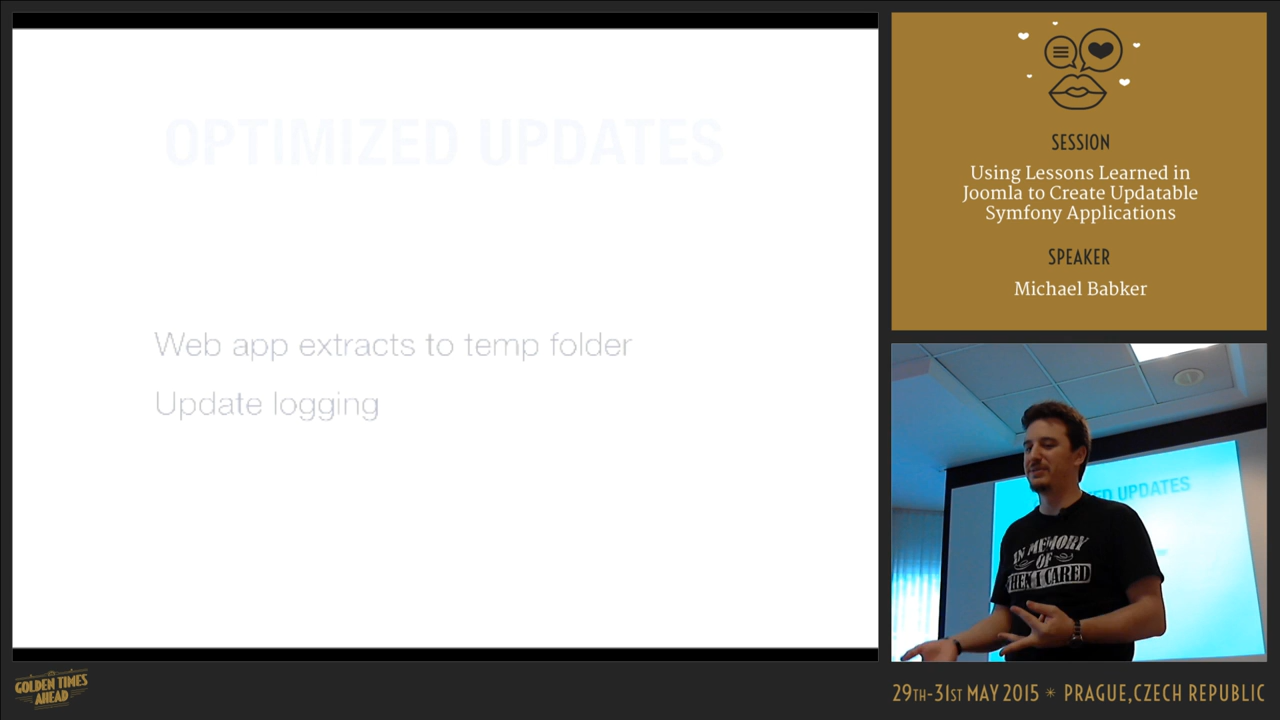 OPTIMIZED UPDATES
Web app extracts to temp folder
Update logging
SESSION
Using Lessons Learned in
Joomla to Create Updatable
Symfony Applications
SPEAKER
Michael Babker
UPDATES
IN MEMORY
OF
WHEN I CARED
GOLDEN TIMES
AHEAD
29TH-31ST MAY 2015 * PRAGUE, CZECH REPUBLIC